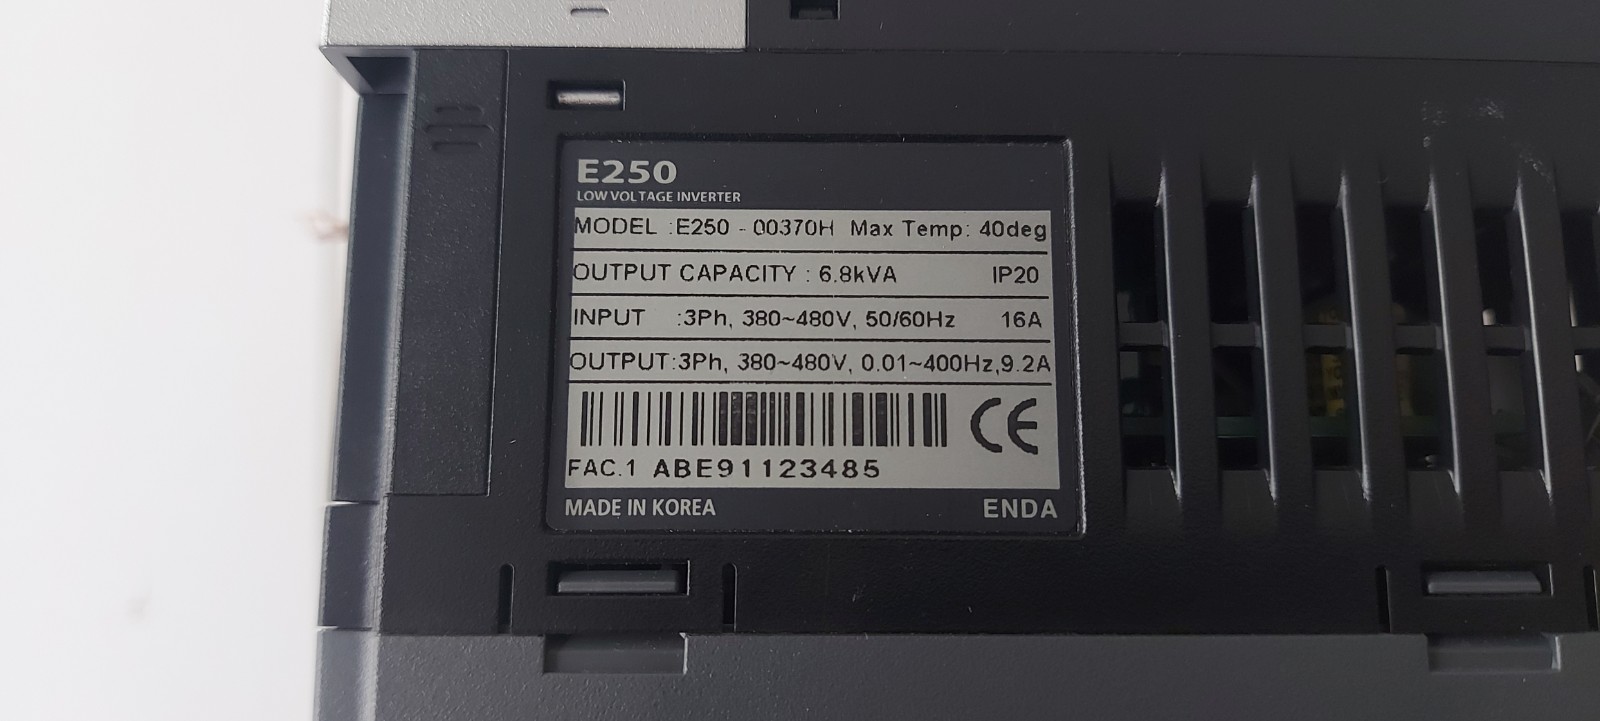 E250
LOW VOLTAGE INVERTER
MODEL :E250 - 00370H Max Temp: 40deg
OUTPUT CAPACITY : 6.8kVA IP20
INPUT :3Ph, 380~480V, 50/60Hz 16A
OUTPUT:3Ph, 380~480V, 0.01~400Hz,9.2A
CE
FAC.1 ABE91123485
MADE IN KOREA ENDA